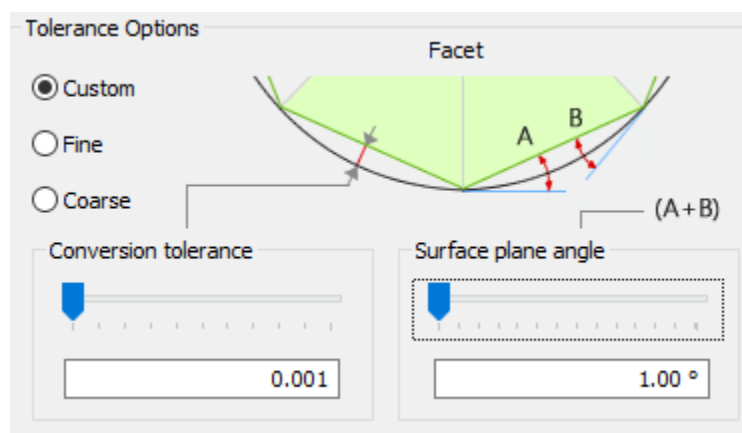 Tolerance Options
Facet
Custom
Fine
Coarse
A
B
(A+B)
Conversion tolerance
Surface plane angle
0.001
1.00 °